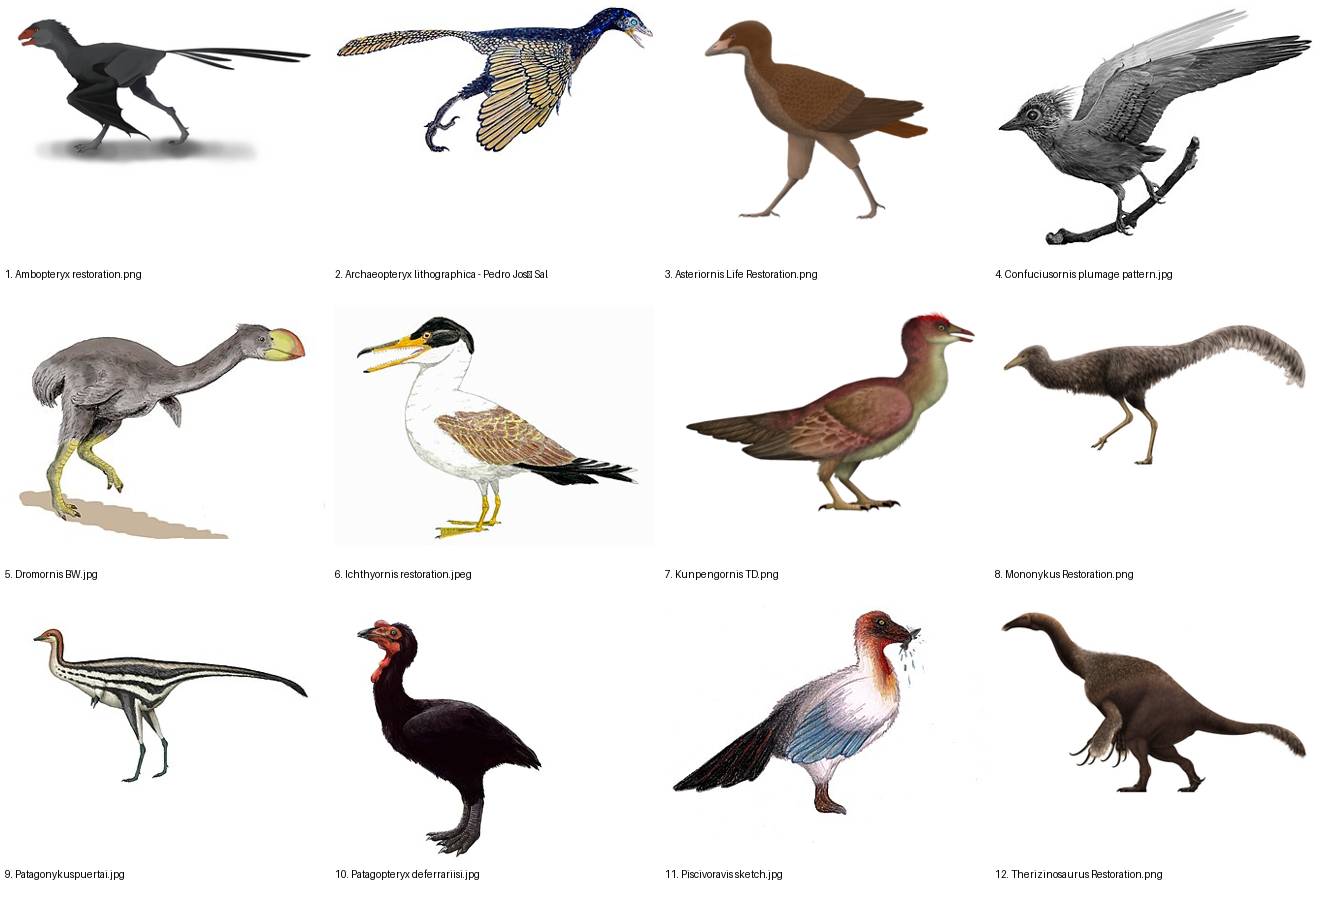 1. Ambopteryx restoration.png
2. Archaeopteryx lithographica - Pedro Jos� Sal
3. Asteriornis Life Restoration.png
4. Confuciusornis plumage pattern.jpg
5. Dromornis BW.jpg
6. Ichthyornis restoration.jpeg
7. Kunpengornis TD.png
8. Mononykus Restoration.png
9. Patagonykuspuertai.jpg
10. Patagopteryx deferrariisi.jpg
11. Piscivoravis sketch.jpg
12. Therizinosaurus Restoration.png